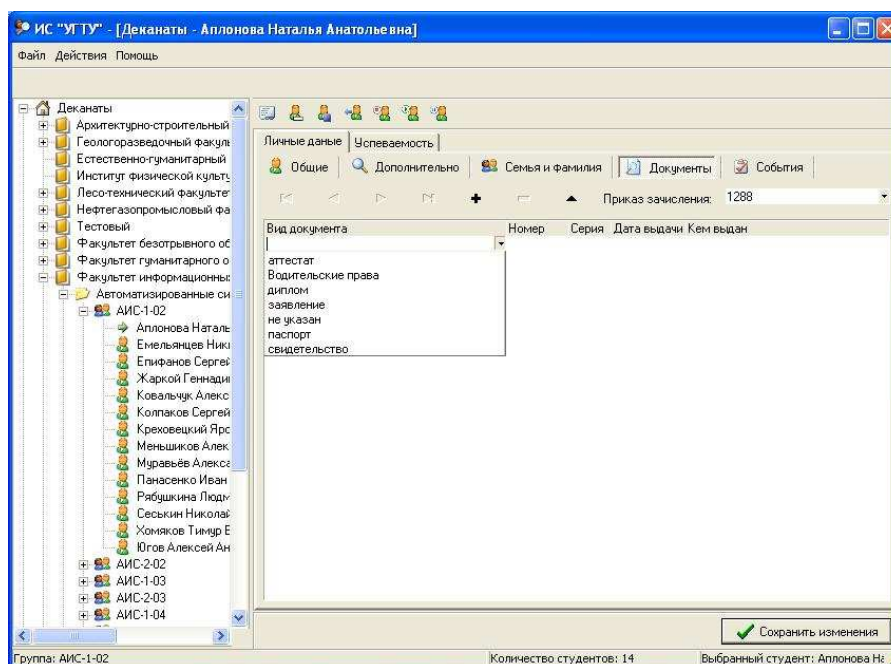 ИС "УГТУ" - [Деканаты - Аплонова Наталья Анатольевна]
Файл Действия Помощь
Деканаты
Архитектурно-строительный
Геологоразведочный факуль
Естественно-гуманитарный
Институт физической культу
Лесо-технический факультет
Нефтегазопромысловый фа
Тестовый
Факультет безотрывного об
Факультет гуманитарного о
Факультет информационных
Автоматизированные си
АИС-1-02
Аплонова Наталь
Емельянцев Ники
Епифанов Сергей
Жаркой Геннади
Ковальчук Алекс
Колпаков Сергей
Креховецкий Ярс
Меньшиков Алек
Муравьёв Алекса
Панасенко Иван
Рябушкина Людм
Сеськин Николай
Хомяков Тимур Е
Югов Алексей Ан
АИС-2-02
АИС-1-03
АИС-2-03
АИС-1-04
Личные даные Успеваемость
Общие Дополнительно Семья и фамилия Документы События
Приказ зачисления: 1288
Вид документа Номер Серия Дата выдачи Кем выдан
аттестат
Водительские права
диплом
заявление
не указан
паспорт
свидетельство
Сохранить изменения
Группа: АИС-1-02 Количество студентов: 14 Выбранный студент: Аплонова На